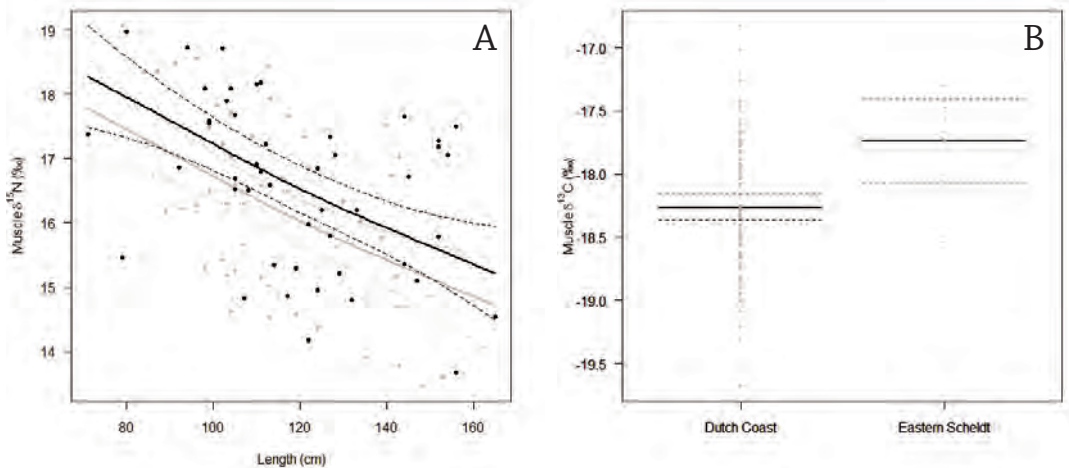 A
Muscle δ¹⁵N (‰)
19
18
17
16
15
14
80
100
120
140
160
Length (cm)
B
Muscle δ¹³C (‰)
-17.0
-17.5
-18.0
-18.5
-19.0
-19.5
Dutch Coast
Eastern Scheldt